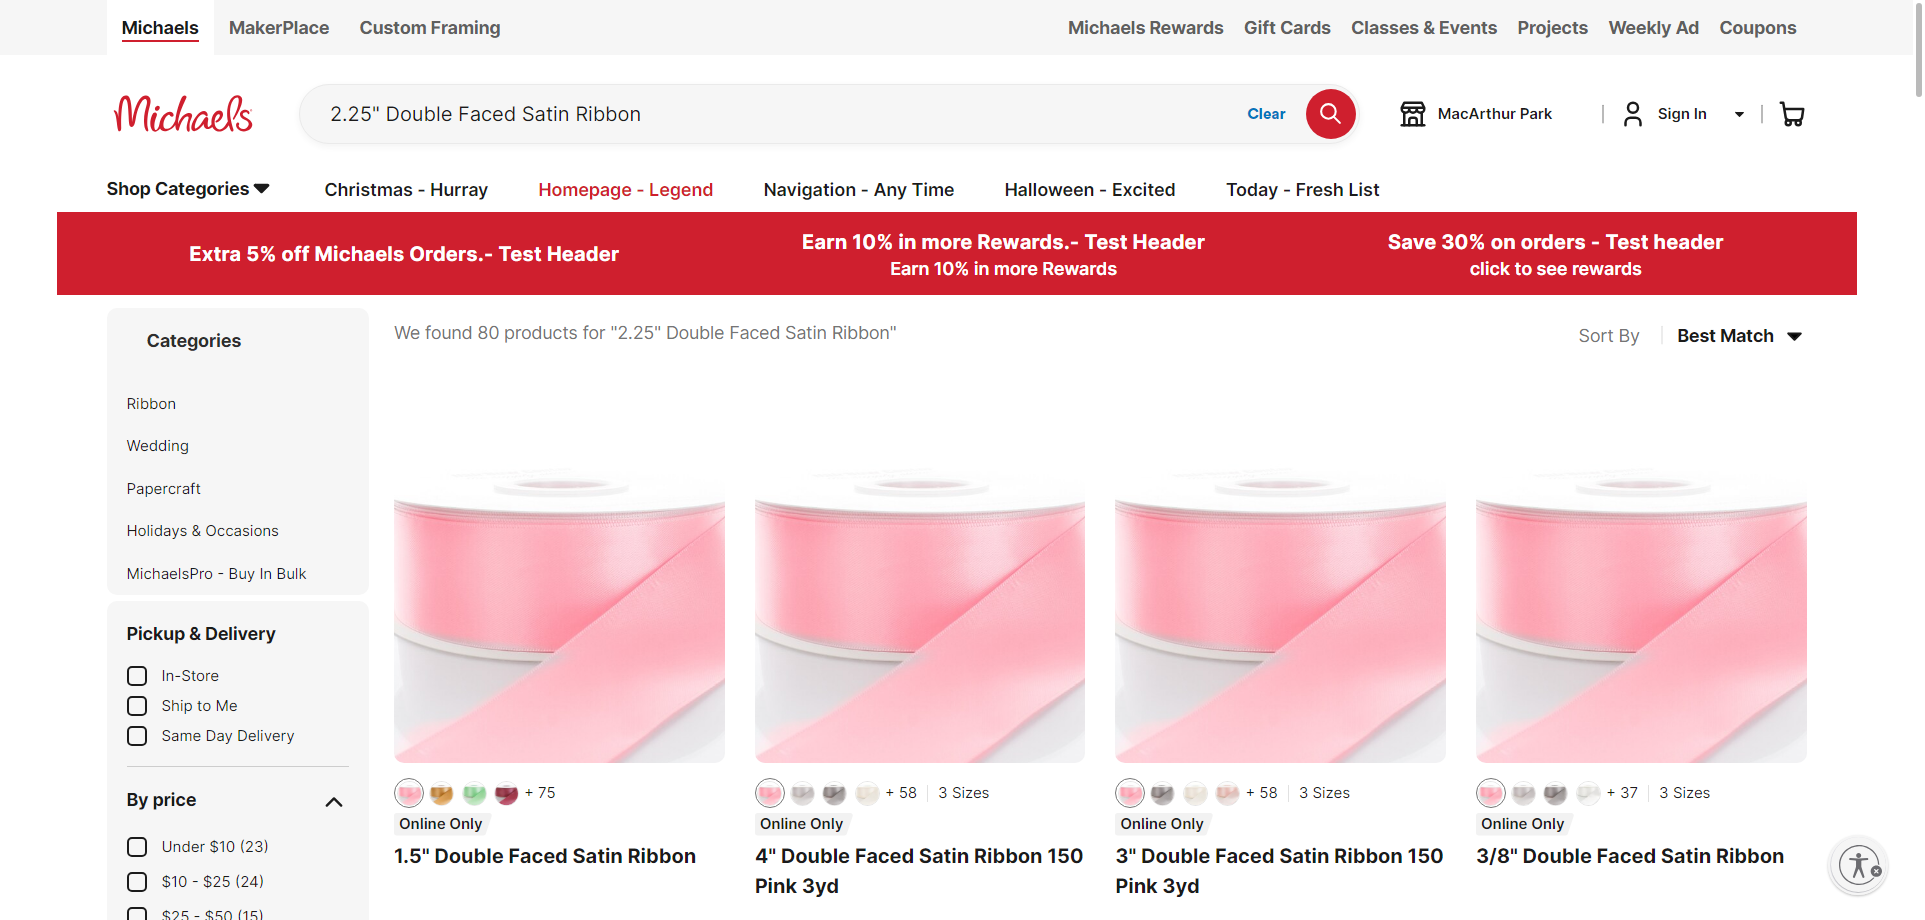 Michaels MakerPlace Custom Framing Michaels Rewards Gift Cards Classes & Events Projects Weekly Ad Coupons
Michaels 2.25" Double Faced Satin Ribbon Clear MacArthur Park Sign In
Shop Categories Christmas - Hurray Homepage - Legend Navigation - Any Time Halloween - Excited Today - Fresh List
Extra 5% off Michaels Orders.- Test Header
Earn 10% in more Rewards.- Test Header
Earn 10% in more Rewards
Save 30% on orders - Test header
click to see rewards
Categories
Ribbon
Wedding
Papercraft
Holidays & Occasions
MichaelsPro - Buy In Bulk
Pickup & Delivery
In-Store
Ship to Me
Same Day Delivery
By price
Under $10 (23)
$10 - $25 (24)
$25 - $50 (15)
We found 80 products for "2.25" Double Faced Satin Ribbon"
Sort By Best Match
+ 75
Online Only
1.5" Double Faced Satin Ribbon
+ 58 3 Sizes
Online Only
4" Double Faced Satin Ribbon 150
Pink 3yd
+ 58 3 Sizes
Online Only
3" Double Faced Satin Ribbon 150
Pink 3yd
+ 37 3 Sizes
Online Only
3/8" Double Faced Satin Ribbon